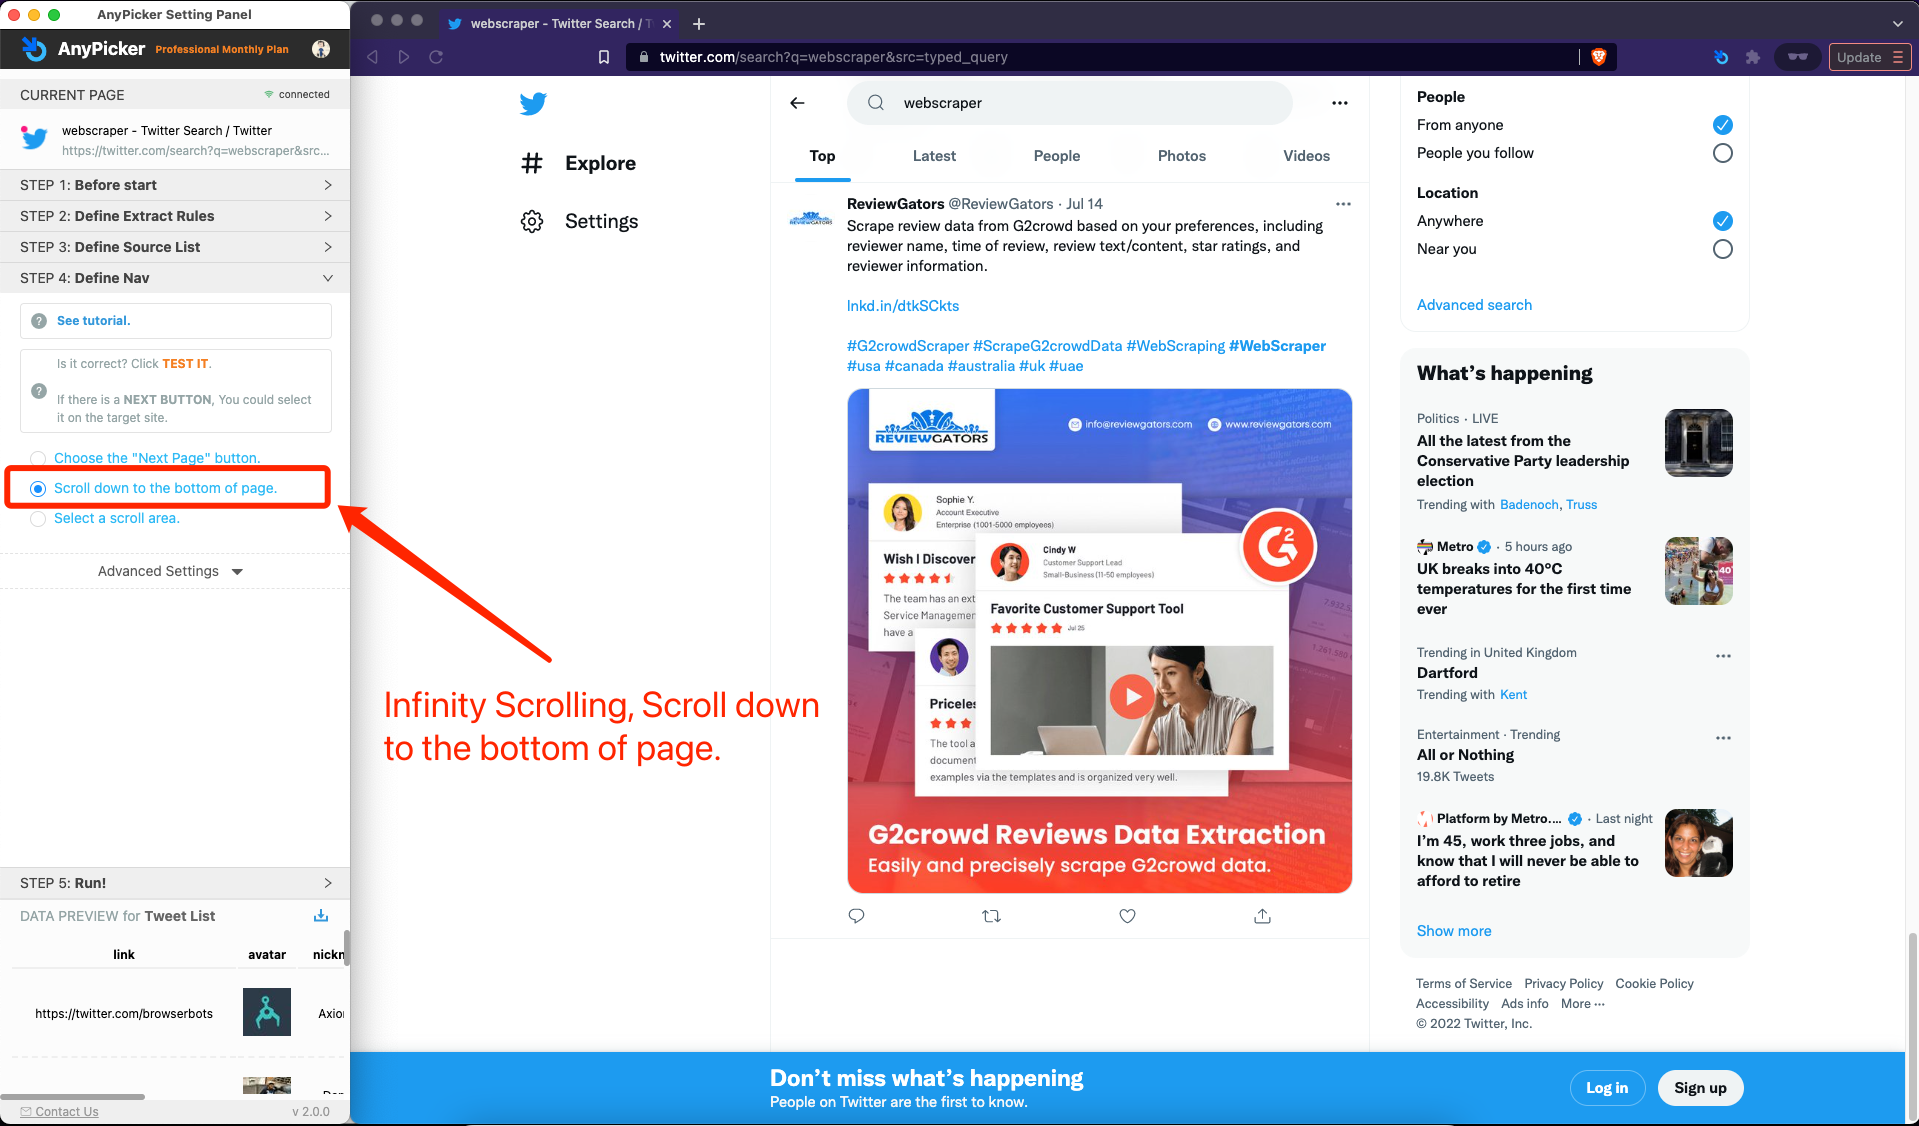 AnyPicker Setting Panel
AnyPicker Professional Monthly Plan
CURRENT PAGE connected
webscraper - Twitter Search / Twitter
https://twitter.com/search?q=webscraper&src...
STEP 1: Before start
STEP 2: Define Extract Rules
STEP 3: Define Source List
STEP 4: Define Nav
? See tutorial.
Is it correct? Click TEST IT.
?
If there is a NEXT BUTTON, You could select
it on the target site.
Choose the "Next Page" button.
Scroll down to the bottom of page.
Select a scroll area.
Advanced Settings
STEP 5: Run!
DATA PREVIEW for Tweet List
link avatar nickn
https://twitter.com/browserbots Axior
Contact Us v 2.0.0
Infinity Scrolling, Scroll down
to the bottom of page.
webscraper - Twitter Search / T
twitter.com/search?q=webscraper&src=typed_query
Update
# Explore
Settings
webscraper
Top Latest People Photos Videos
ReviewGators @ReviewGators · Jul 14
REVIEWGATORS
Scrape review data from G2crowd based on your preferences, including
reviewer name, time of review, review text/content, star ratings, and
reviewer information.
lnkd.in/dtkSCkts
#G2crowdScraper #ScrapeG2crowdData #WebScraping #WebScraper
#usa #canada #australia #uk #uae
REVIEWGATORS
info@reviewgators.com www.reviewgators.com
Sophie Y.
Account Executive
Enterprise (1001-5000 employees)
Wish I Discover
The team has an ext
Service Managemen
have a
Cindy W
Customer Support Lead
Small-Business(11-50 employees)
G2
Favorite Customer Support Tool
Jul 25
Priceles
The tool a
document
examples via the templates and is organized very well.
G2crowd Reviews Data Extraction
Easily and precisely scrape G2crowd data.
People
From anyone
People you follow
Location
Anywhere
Near you
Advanced search
What's happening
Politics · LIVE
All the latest from the
Conservative Party leadership
election
Trending with Badenoch, Truss
Metro · 5 hours ago
UK breaks into 40°C
temperatures for the first time
ever
Trending in United Kingdom
Dartford
Trending with Kent
Entertainment · Trending
All or Nothing
19.8K Tweets
Platform by Metro.... · Last night
I'm 45, work three jobs, and
know that I will never be able to
afford to retire
Show more
Terms of Service Privacy Policy Cookie Policy
Accessibility Ads info More ···
© 2022 Twitter, Inc.
Don't miss what's happening
People on Twitter are the first to know.
Log in Sign up